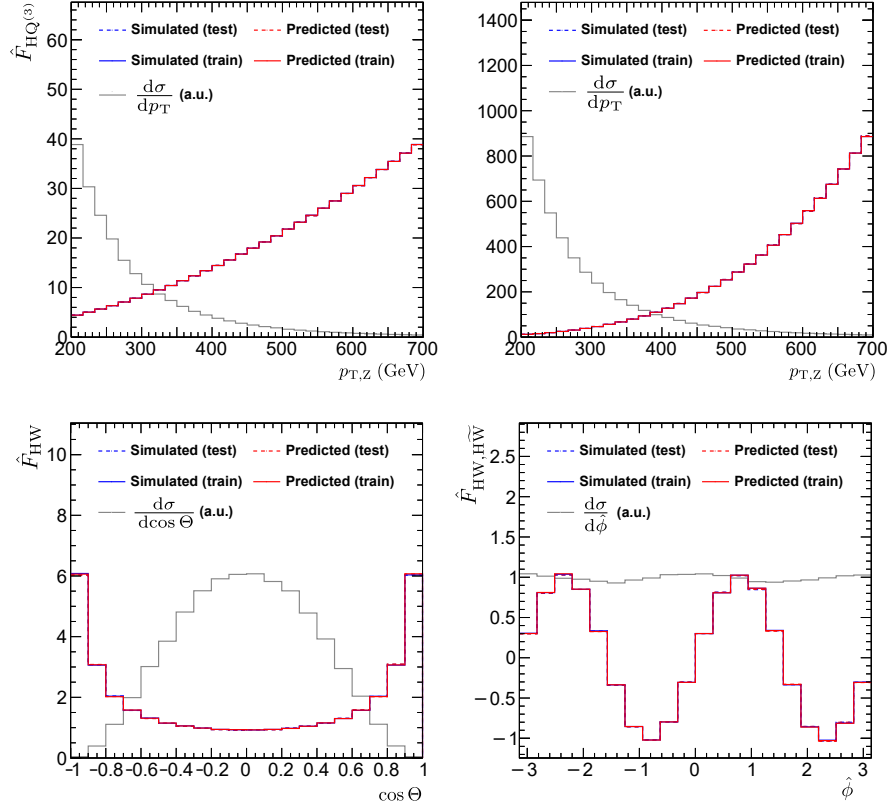 F̂_HQ(3)
60
50
40
30
20
10
0
Simulated (test)
Predicted (test)
Simulated (train)
Predicted (train)
dσ/dp_T (a.u.)
200 300 400 500 600 700
p_T,Z (GeV)
1400
1200
1000
800
600
400
200
0
Simulated (test)
Predicted (test)
Simulated (train)
Predicted (train)
dσ/dp_T (a.u.)
200 300 400 500 600 700
p_T,Z (GeV)
F̂_HW
10
8
6
4
2
0
Simulated (test)
Predicted (test)
Simulated (train)
Predicted (train)
dσ/dcos Θ (a.u.)
−1 −0.8 −0.6 −0.4 −0.2 0 0.2 0.4 0.6 0.8 1
cos Θ
F̂_HW,H̃W
2.5
2
1.5
1
0.5
0
−0.5
−1
Simulated (test)
Predicted (test)
Simulated (train)
Predicted (train)
dσ/dφ̂ (a.u.)
−3 −2 −1 0 1 2 3
φ̂